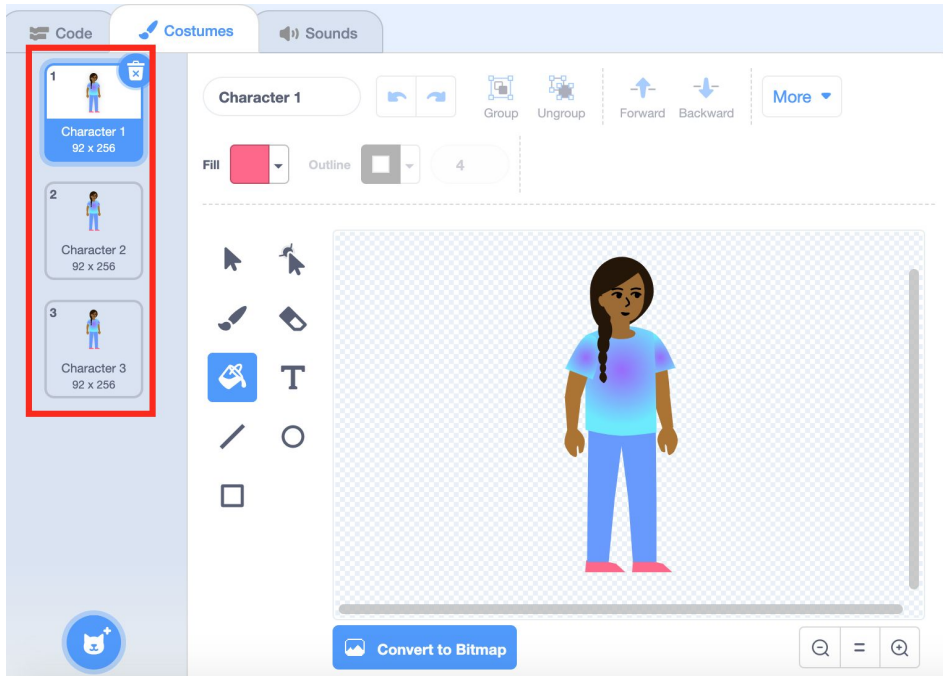 Code
Costumes
Sounds
1
Character 1
92 x 256
2
Character 2
92 x 256
3
Character 3
92 x 256
Character 1
Group
Ungroup
Forward
Backward
More
Fill
Outline
4
T
Convert to Bitmap
=